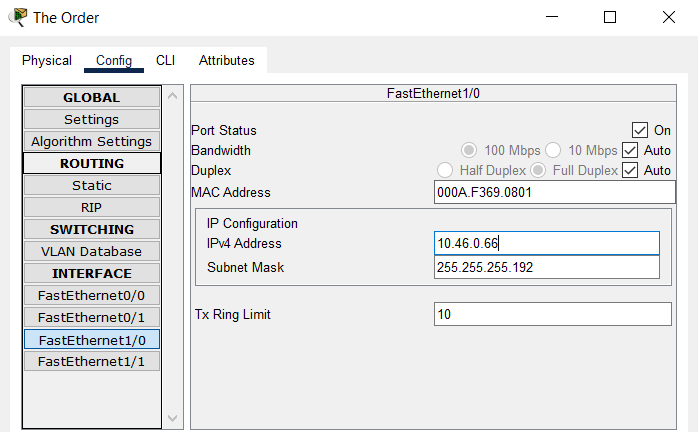 The Order
Physical Config CLI Attributes
GLOBAL
Settings
Algorithm Settings
ROUTING
Static
RIP
SWITCHING
VLAN Database
INTERFACE
FastEthernet0/0
FastEthernet0/1
FastEthernet1/0
FastEthernet1/1
FastEthernet1/0
Port Status On
Bandwidth 100 Mbps 10 Mbps Auto
Duplex Half Duplex Full Duplex Auto
MAC Address 000A.F369.0801
IP Configuration
IPv4 Address 10.46.0.66
Subnet Mask 255.255.255.192
Tx Ring Limit 10